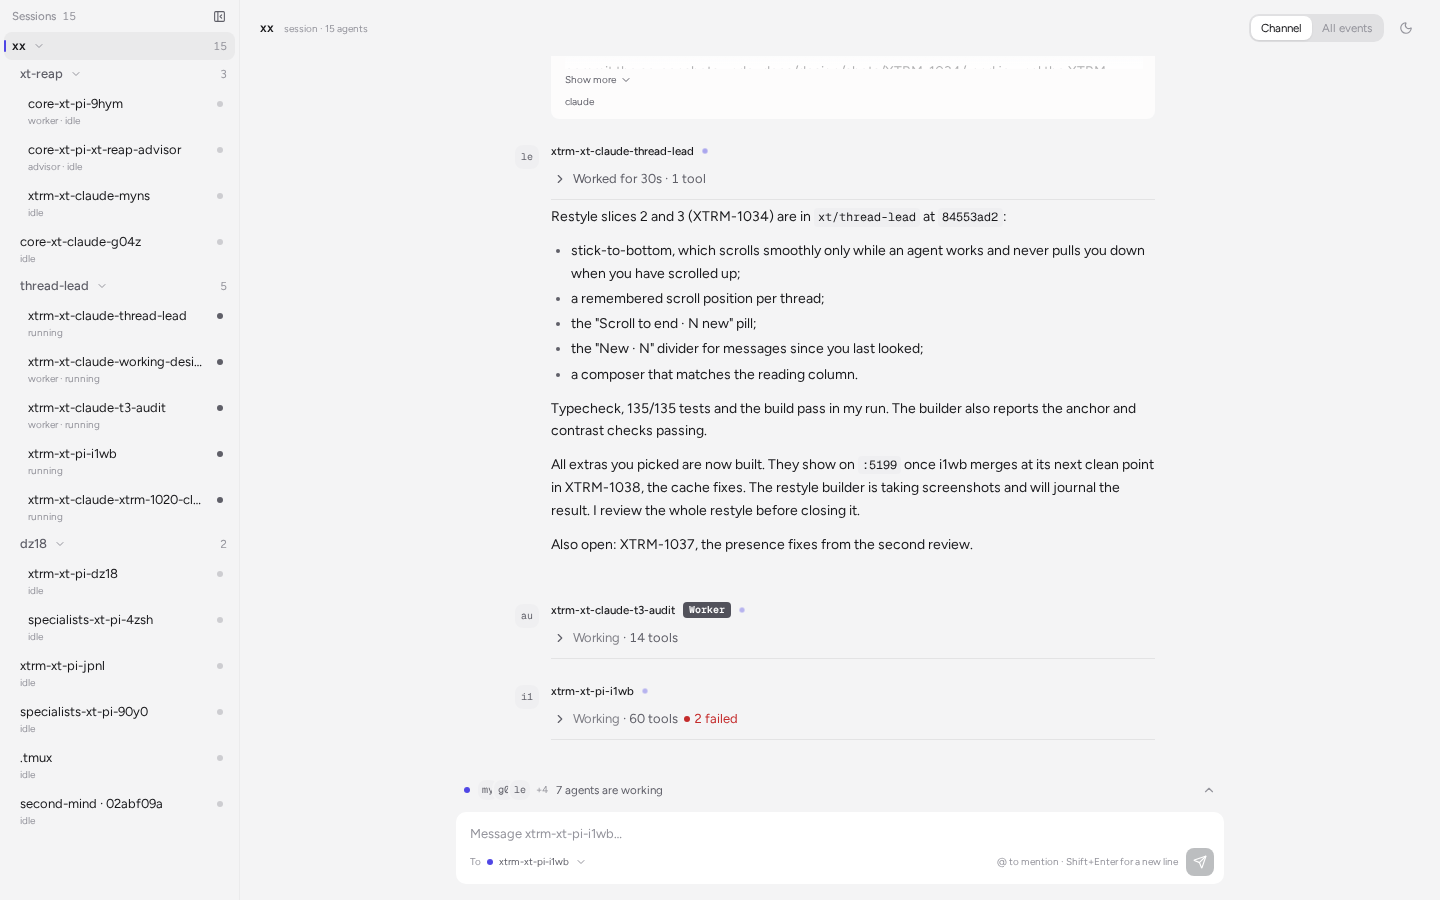 Sessions 15
xx 15
xt-reap 3
core-xt-pi-9hym
worker · idle
core-xt-pi-xt-reap-advisor
advisor · idle
xtrm-xt-claude-myns
idle
core-xt-claude-g04z
idle
thread-lead 5
xtrm-xt-claude-thread-lead
running
xtrm-xt-claude-working-desi...
worker · running
xtrm-xt-claude-t3-audit
worker · running
xtrm-xt-pi-i1wb
running
xtrm-xt-claude-xtrm-1020-cl...
running
dz18 2
xtrm-xt-pi-dz18
idle
specialists-xt-pi-4zsh
idle
xtrm-xt-pi-jpnl
idle
specialists-xt-pi-90y0
idle
.tmux
idle
second-mind · 02abf09a
idle
xx session · 15 agents
Channel All events
Show more
claude
le xtrm-xt-claude-thread-lead
Worked for 30s · 1 tool
Restyle slices 2 and 3 (XTRM-1034) are in xt/thread-lead at 84553ad2 :
• stick-to-bottom, which scrolls smoothly only while an agent works and never pulls you down
when you have scrolled up;
• a remembered scroll position per thread;
• the "Scroll to end · N new" pill;
• the "New · N" divider for messages since you last looked;
• a composer that matches the reading column.
Typecheck, 135/135 tests and the build pass in my run. The builder also reports the anchor and
contrast checks passing.
All extras you picked are now built. They show on :5199 once i1wb merges at its next clean point
in XTRM-1038, the cache fixes. The restyle builder is taking screenshots and will journal the
result. I review the whole restyle before closing it.
Also open: XTRM-1037, the presence fixes from the second review.
au xtrm-xt-claude-t3-audit Worker
Working · 14 tools
i1 xtrm-xt-pi-i1wb
Working · 60 tools 2 failed
my g0 le +4 7 agents are working
Message xtrm-xt-pi-i1wb...
To xtrm-xt-pi-i1wb
@ to mention · Shift+Enter for a new line